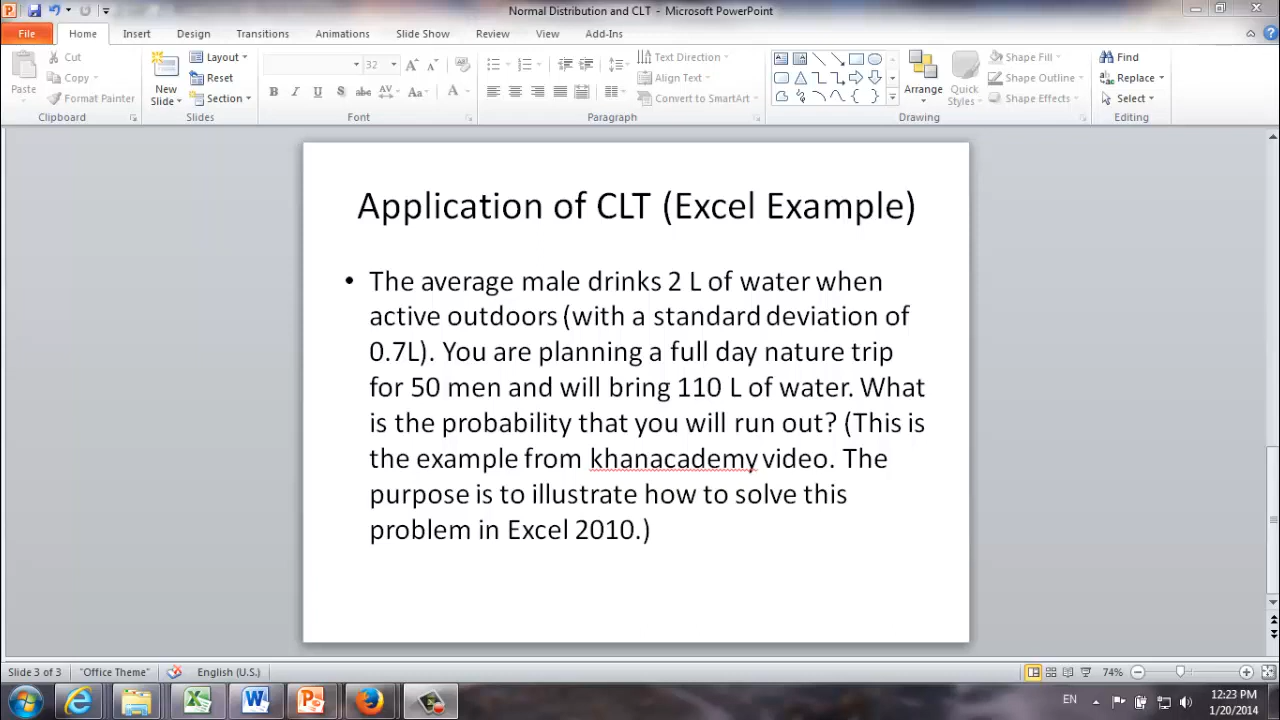 Normal Distribution and CLT - Microsoft PowerPoint
File Home Insert Design Transitions Animations Slide Show Review View Add-Ins
Paste
Cut
Copy
Format Painter
Clipboard
New
Slide
Layout
Reset
Section
Slides
32
B I U S abc AV Aa A
Font
Text Direction
Align Text
Convert to SmartArt
Paragraph
Arrange
Quick
Styles
Shape Fill
Shape Outline
Shape Effects
Drawing
Find
Replace
Select
Editing
Application of CLT (Excel Example)
• The average male drinks 2 L of water when
active outdoors (with a standard deviation of
0.7L). You are planning a full day nature trip
for 50 men and will bring 110 L of water. What
is the probability that you will run out? (This is
the example from khanacademy video. The
purpose is to illustrate how to solve this
problem in Excel 2010.)
Slide 3 of 3 "Office Theme" English (U.S.) 74%
EN 12:23 PM
1/20/2014